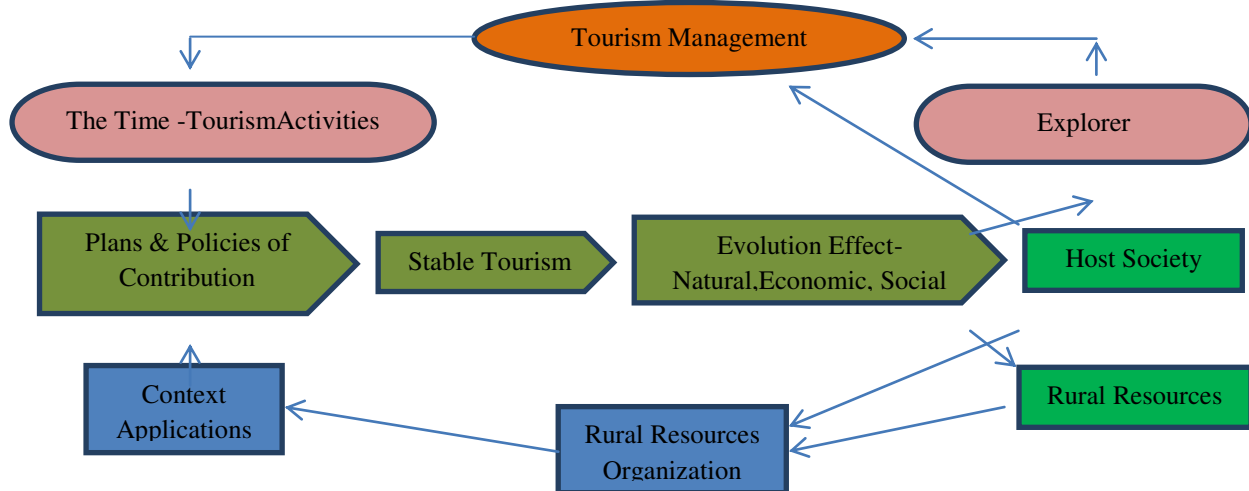 Tourism Management
The Time -TourismActivities
Explorer
Plans & Policies of
Contribution
Stable Tourism
Evolution Effect-
Natural,Economic, Social
Host Society
Context
Applications
Rural Resources
Organization
Rural Resources